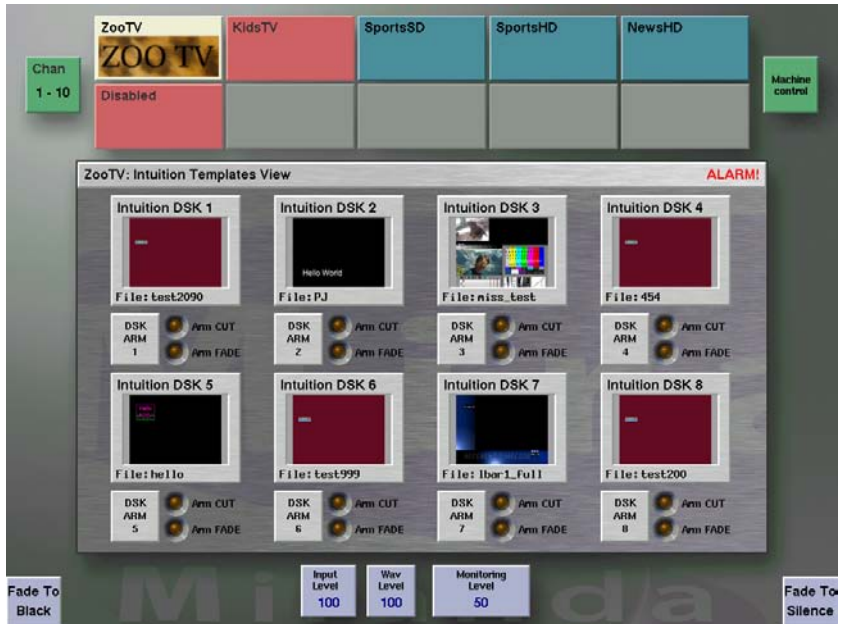 ZooTV
ZOO TV
KidsTV
SportsSD
SportsHD
NewsHD
Chan
1 - 10
Disabled
Machine
control
ZooTV: Intuition Templates View
ALARM!
Intuition DSK 1
File:test2090
Intuition DSK 2
Hello World
File:PJ
Intuition DSK 3
File:miss_test
Intuition DSK 4
File:454
DSK
ARM
1
Arm CUT
Arm FADE
DSK
ARM
2
Arm CUT
Arm FADE
DSK
ARM
3
Arm CUT
Arm FADE
DSK
ARM
4
Arm CUT
Arm FADE
Intuition DSK 5
File:hello
Intuition DSK 6
File:test999
Intuition DSK 7
File:lbar1_full
Intuition DSK 8
File:test200
DSK
ARM
5
Arm CUT
Arm FADE
DSK
ARM
6
Arm CUT
Arm FADE
DSK
ARM
7
Arm CUT
Arm FADE
DSK
ARM
8
Arm CUT
Arm FADE
Fade To
Black
Input
Level
100
Wav
Level
100
Monitoring
Level
50
Fade To
Silence
Miranda